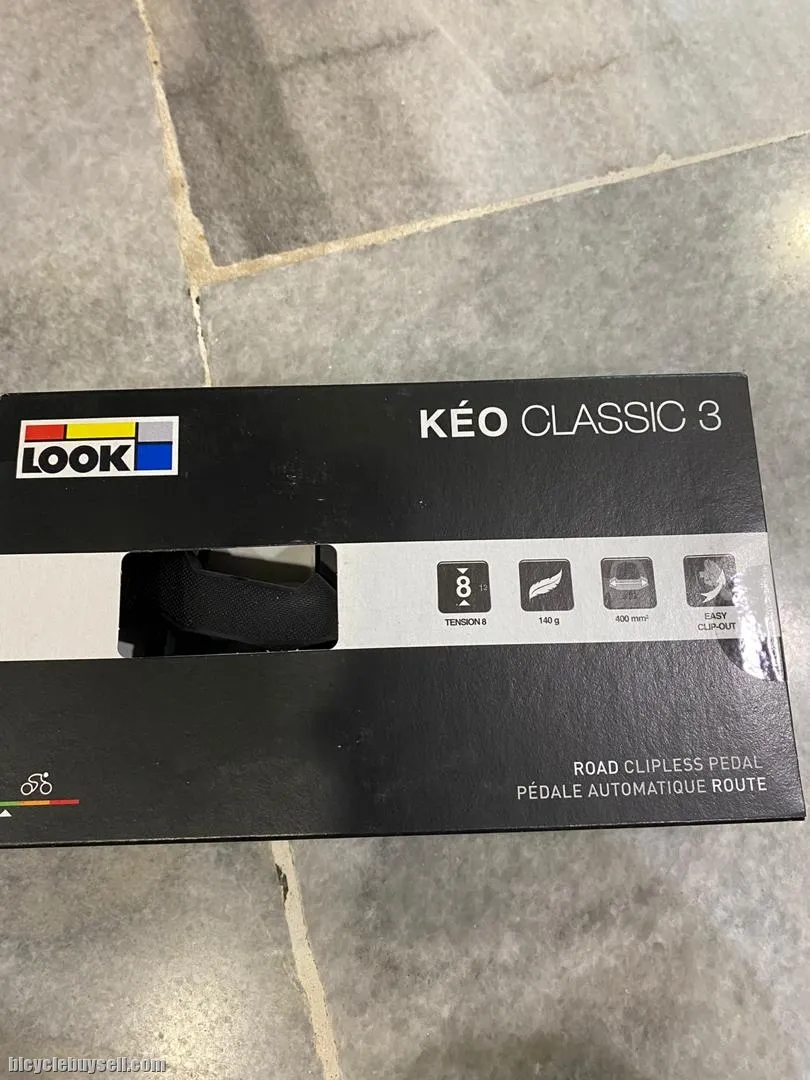 LOOK
KÉO CLASSIC 3
8 12
TENSION 8
140 g
400 mm²
EASY
CLIP-OUT
ROAD CLIPLESS PEDAL
PÉDALE AUTOMATIQUE ROUTE
bicyclebuysell.com